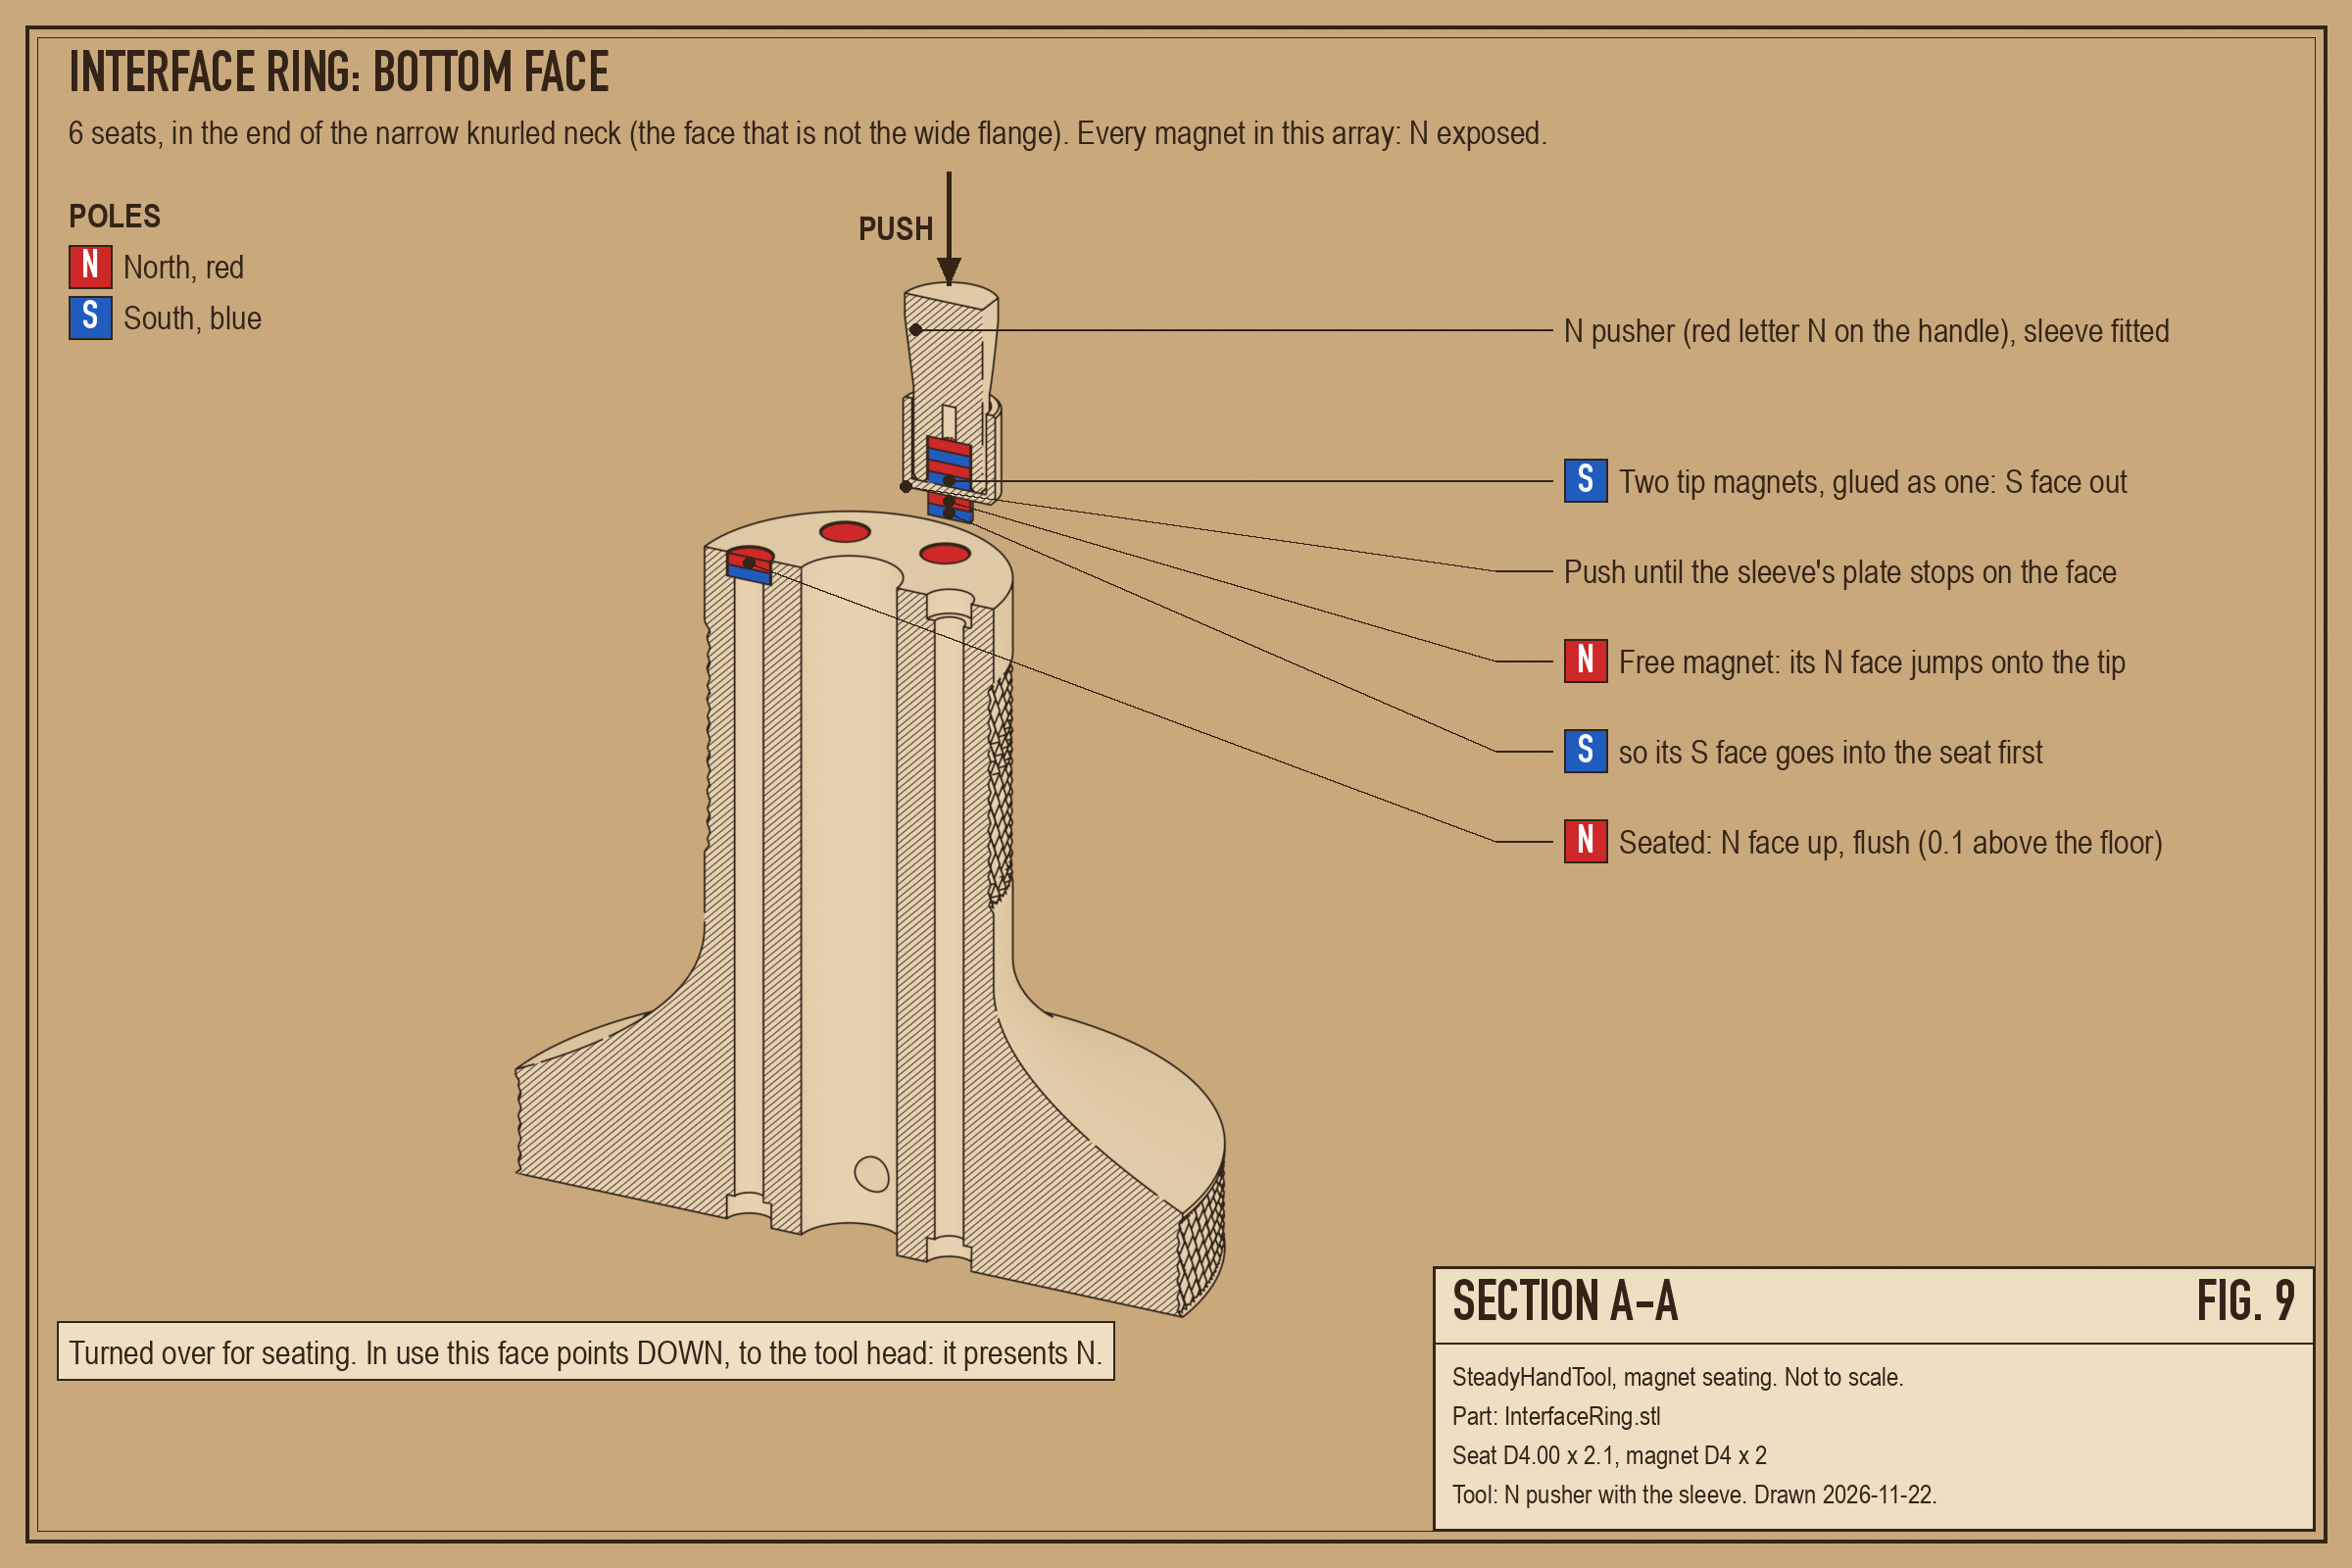 INTERFACE RING: BOTTOM FACE
6 seats, in the end of the narrow knurled neck (the face that is not the wide flange). Every magnet in this array: N exposed.
POLES
N North, red
S South, blue
PUSH
N pusher (red letter N on the handle), sleeve fitted
S Two tip magnets, glued as one: S face out
Push until the sleeve's plate stops on the face
N Free magnet: its N face jumps onto the tip
S so its S face goes into the seat first
N Seated: N face up, flush (0.1 above the floor)
Turned over for seating. In use this face points DOWN, to the tool head: it presents N.
SECTION A-A FIG. 9
SteadyHandTool, magnet seating. Not to scale.
Part: InterfaceRing.stl
Seat D4.00 x 2.1, magnet D4 x 2
Tool: N pusher with the sleeve. Drawn 2026-11-22.